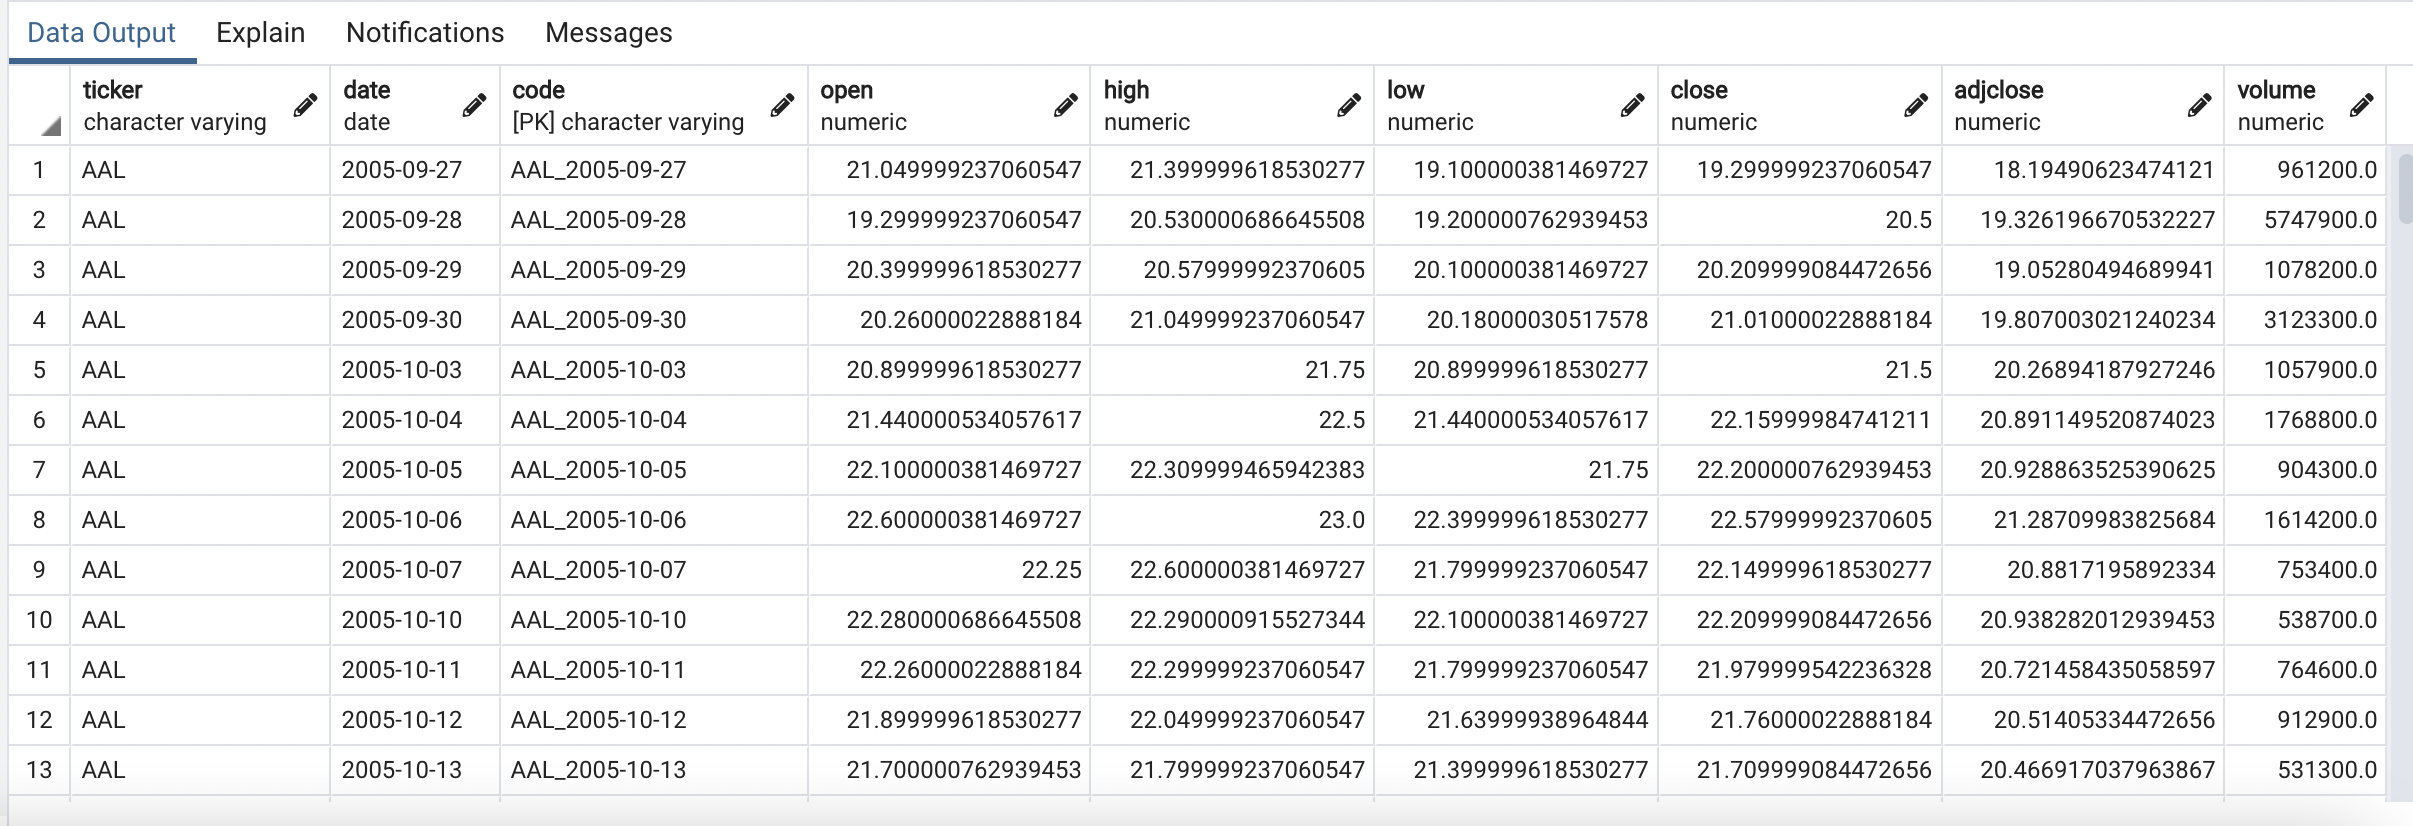 Data Output Explain Notifications Messages
ticker date code open high low close adjclose volume
character varying date [PK] character varying numeric numeric numeric numeric numeric numeric
1 AAL 2005-09-27 AAL_2005-09-27 21.049999237060547 21.399999618530277 19.100000381469727 19.299999237060547 18.19490623474121 961200.0
2 AAL 2005-09-28 AAL_2005-09-28 19.299999237060547 20.530000686645508 19.200000762939453 20.5 19.326196670532227 5747900.0
3 AAL 2005-09-29 AAL_2005-09-29 20.399999618530277 20.57999992370605 20.100000381469727 20.209999084472656 19.05280494689941 1078200.0
4 AAL 2005-09-30 AAL_2005-09-30 20.26000022888184 21.049999237060547 20.18000030517578 21.01000022888184 19.807003021240234 3123300.0
5 AAL 2005-10-03 AAL_2005-10-03 20.899999618530277 21.75 20.899999618530277 21.5 20.26894187927246 1057900.0
6 AAL 2005-10-04 AAL_2005-10-04 21.440000534057617 22.5 21.440000534057617 22.15999984741211 20.891149520874023 1768800.0
7 AAL 2005-10-05 AAL_2005-10-05 22.100000381469727 22.309999465942383 21.75 22.200000762939453 20.928863525390625 904300.0
8 AAL 2005-10-06 AAL_2005-10-06 22.600000381469727 23.0 22.399999618530277 22.57999992370605 21.28709983825684 1614200.0
9 AAL 2005-10-07 AAL_2005-10-07 22.25 22.600000381469727 21.799999237060547 22.149999618530277 20.8817195892334 753400.0
10 AAL 2005-10-10 AAL_2005-10-10 22.280000686645508 22.290000915527344 22.100000381469727 22.209999084472656 20.938282012939453 538700.0
11 AAL 2005-10-11 AAL_2005-10-11 22.26000022888184 22.299999237060547 21.799999237060547 21.979999542236328 20.721458435058597 764600.0
12 AAL 2005-10-12 AAL_2005-10-12 21.899999618530277 22.049999237060547 21.63999938964844 21.76000022888184 20.51405334472656 912900.0
13 AAL 2005-10-13 AAL_2005-10-13 21.700000762939453 21.799999237060547 21.399999618530277 21.709999084472656 20.466917037963867 531300.0